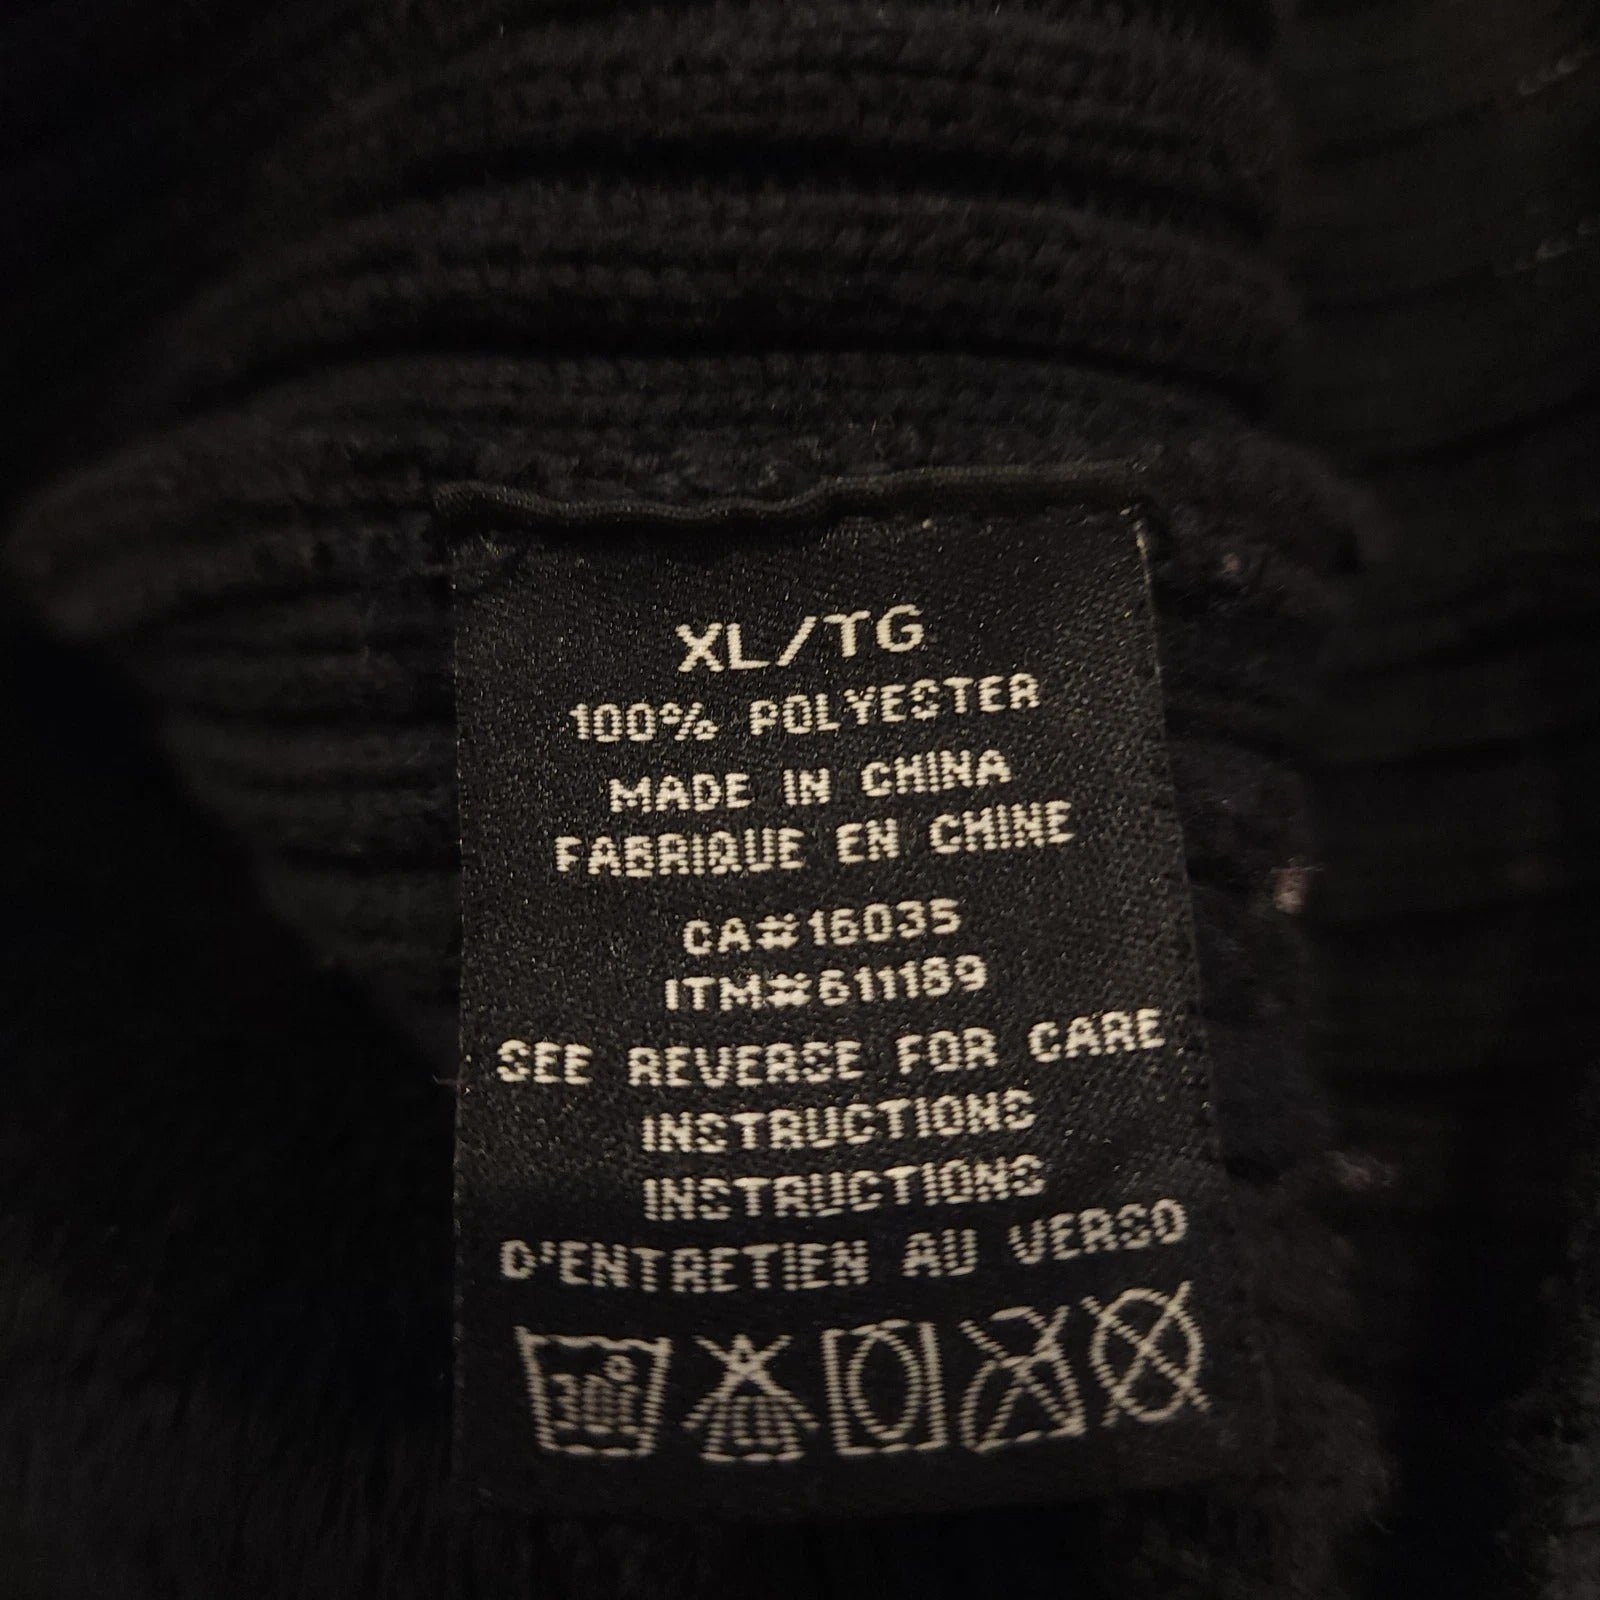 XL/TG
100% POLYESTER
MADE IN CHINA
FABRIQUE EN CHINE
CA#16035
ITM#611189
SEE REVERSE FOR CARE
INSTRUCTIONS
INSTRUCTIONS
D'ENTRETIEN AU VERSO
30°